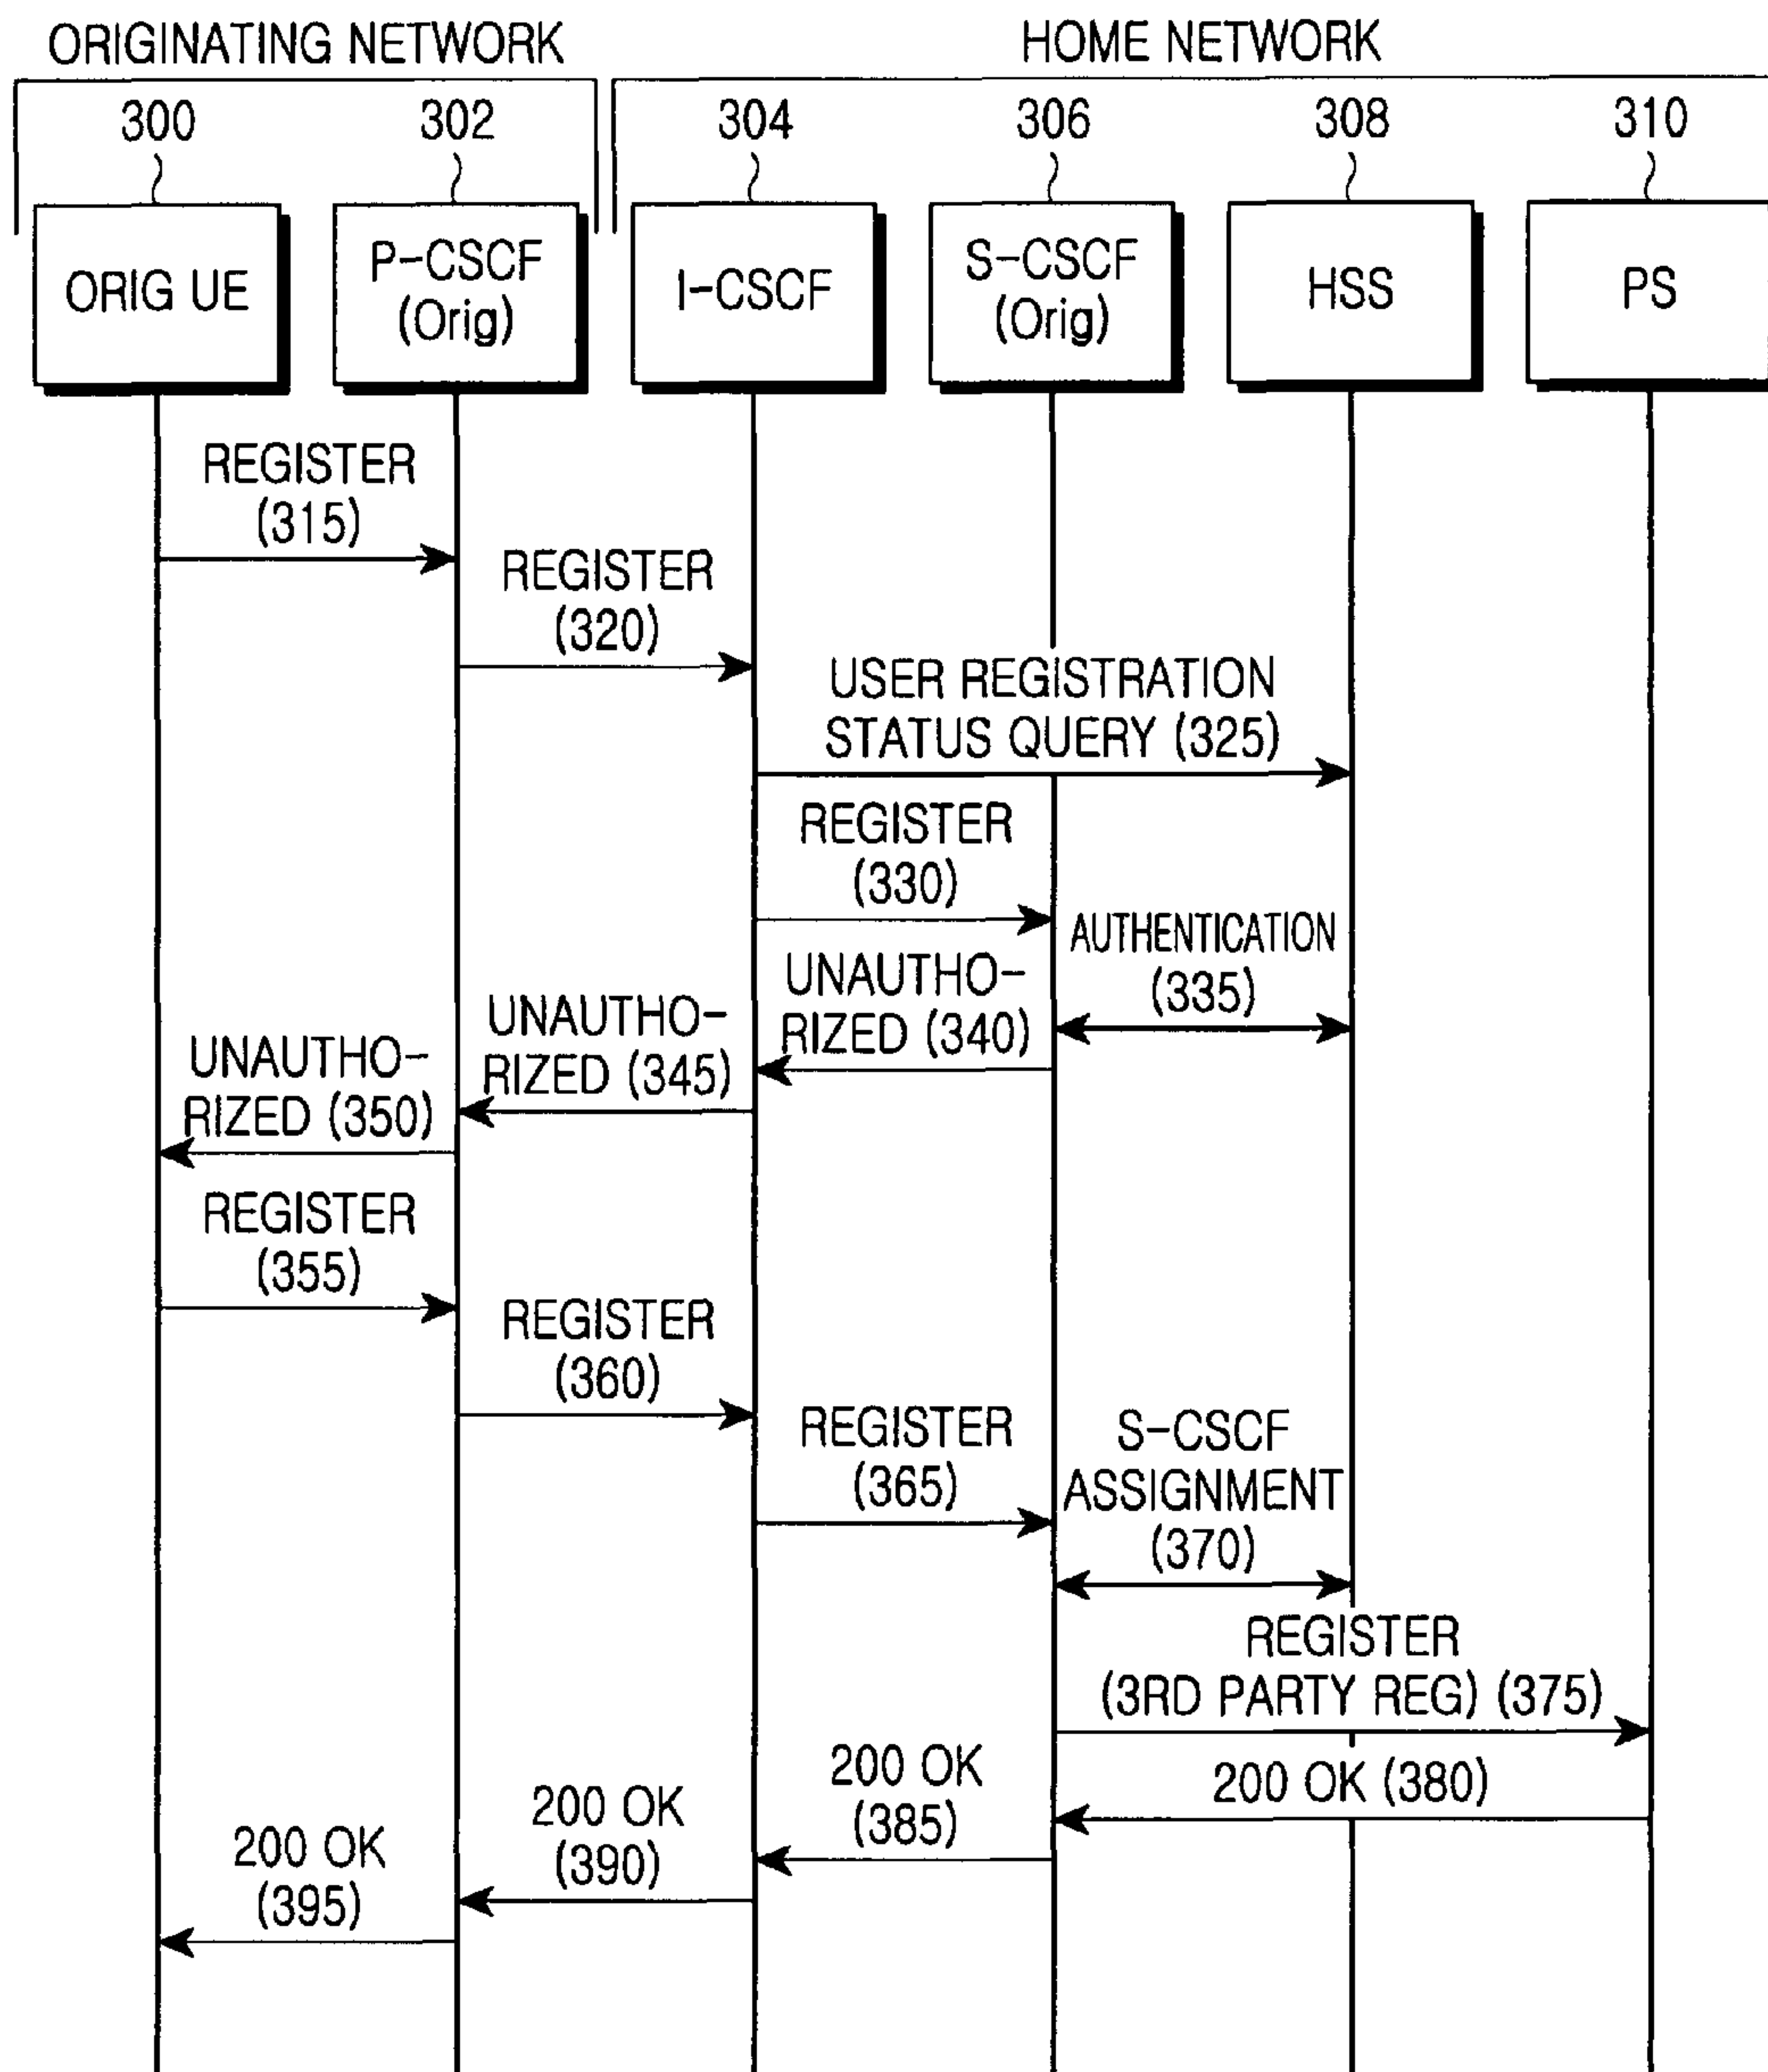 ORIGINATING NETWORK
HOME NETWORK
300
302
304
306
308
310
ORIG UE
P-CSCF
(Orig)
I-CSCF
S-CSCF
(Orig)
HSS
PS
REGISTER
(315)
REGISTER
(320)
USER REGISTRATION
STATUS QUERY (325)
REGISTER
(330)
AUTHENTICATION
(335)
UNAUTHO-
RIZED (340)
UNAUTHO-
RIZED (345)
UNAUTHO-
RIZED (350)
REGISTER
(355)
REGISTER
(360)
REGISTER
(365)
S-CSCF
ASSIGNMENT
(370)
REGISTER
(3RD PARTY REG) (375)
200 OK (380)
200 OK
(385)
200 OK
(390)
200 OK
(395)